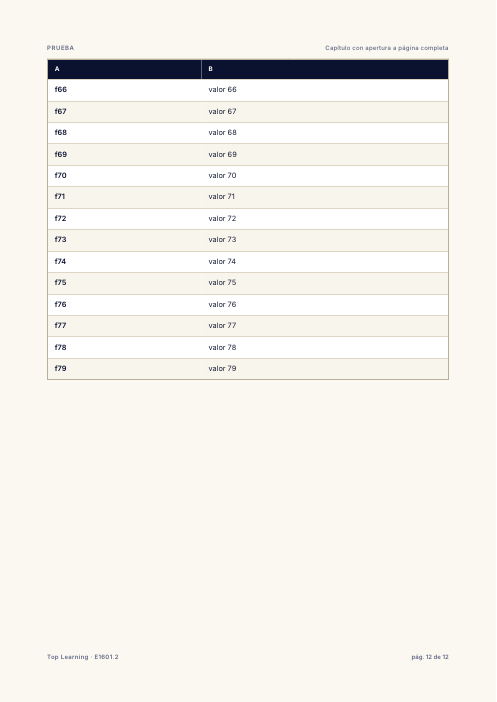 PRUEBA Capítulo con apertura a página completa
A B
f66 valor 66
f67 valor 67
f68 valor 68
f69 valor 69
f70 valor 70
f71 valor 71
f72 valor 72
f73 valor 73
f74 valor 74
f75 valor 75
f76 valor 76
f77 valor 77
f78 valor 78
f79 valor 79
Top Learning · E1601.2 pág. 12 de 12